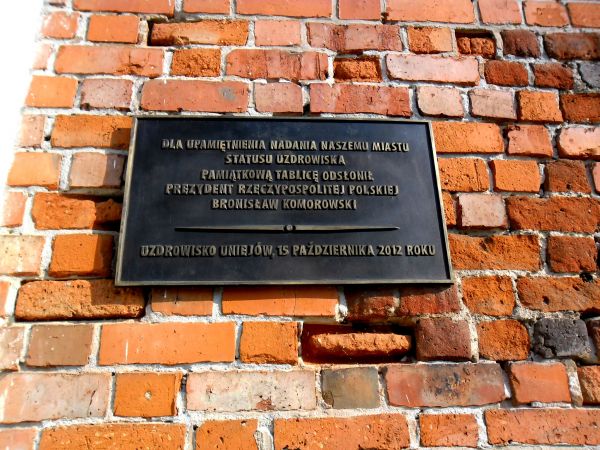 DLA UPAMIĘTNIENIA NADANIA NASZEMU MIASTU
STATUSU UZDROWISKA
PAMIĄTKOWĄ TABLICĘ ODSŁONIŁ
PREZYDENT RZECZYPOSPOLITEJ POLSKIEJ
BRONISŁAW KOMOROWSKI
UZDROWISKO UNIEJÓW, 15 PAŹDZIERNIKA 2012 ROKU